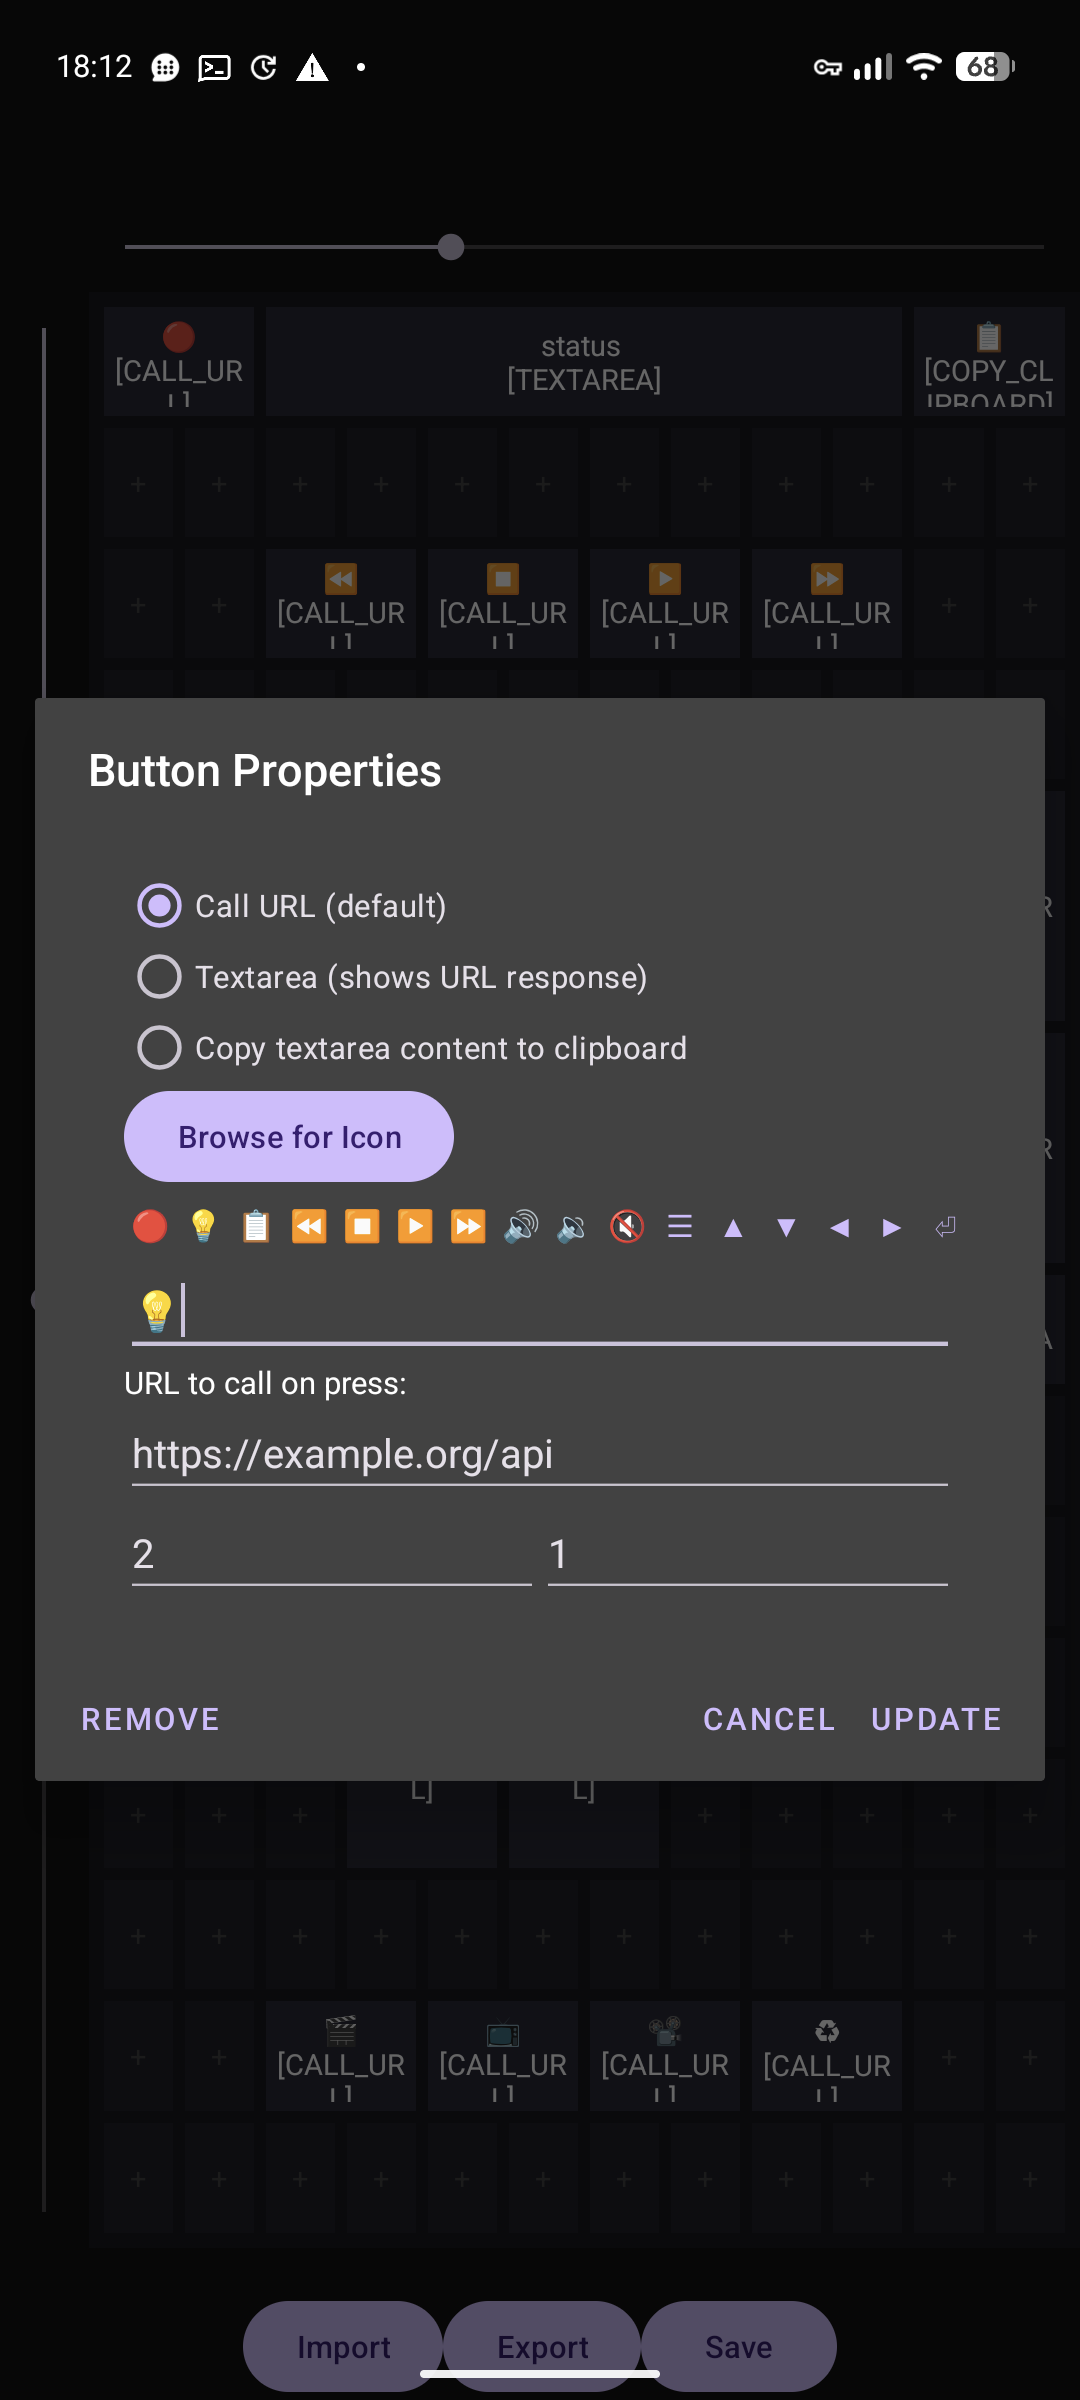 18:12
68
[CALL_UR
L]
status
[TEXTAREA]
[COPY_CL
IPBOARD]
+ + + + + + + + + + + +
+ +
[CALL_UR
L]
[CALL_UR
L]
[CALL_UR
L]
[CALL_UR
L]
+ +
Button Properties
Call URL (default)
Textarea (shows URL response)
Copy textarea content to clipboard
Browse for Icon
URL to call on press:
https://example.org/api
2
1
REMOVE
CANCEL
UPDATE
R
R
A
+ + +
L]
L]
+ + + + +
+ + + + + + + + + + + +
+ +
[CALL_UR
L]
[CALL_UR
L]
[CALL_UR
L]
[CALL_UR
L]
+ +
+ + + + + + + + + + + +
Import
Export
Save